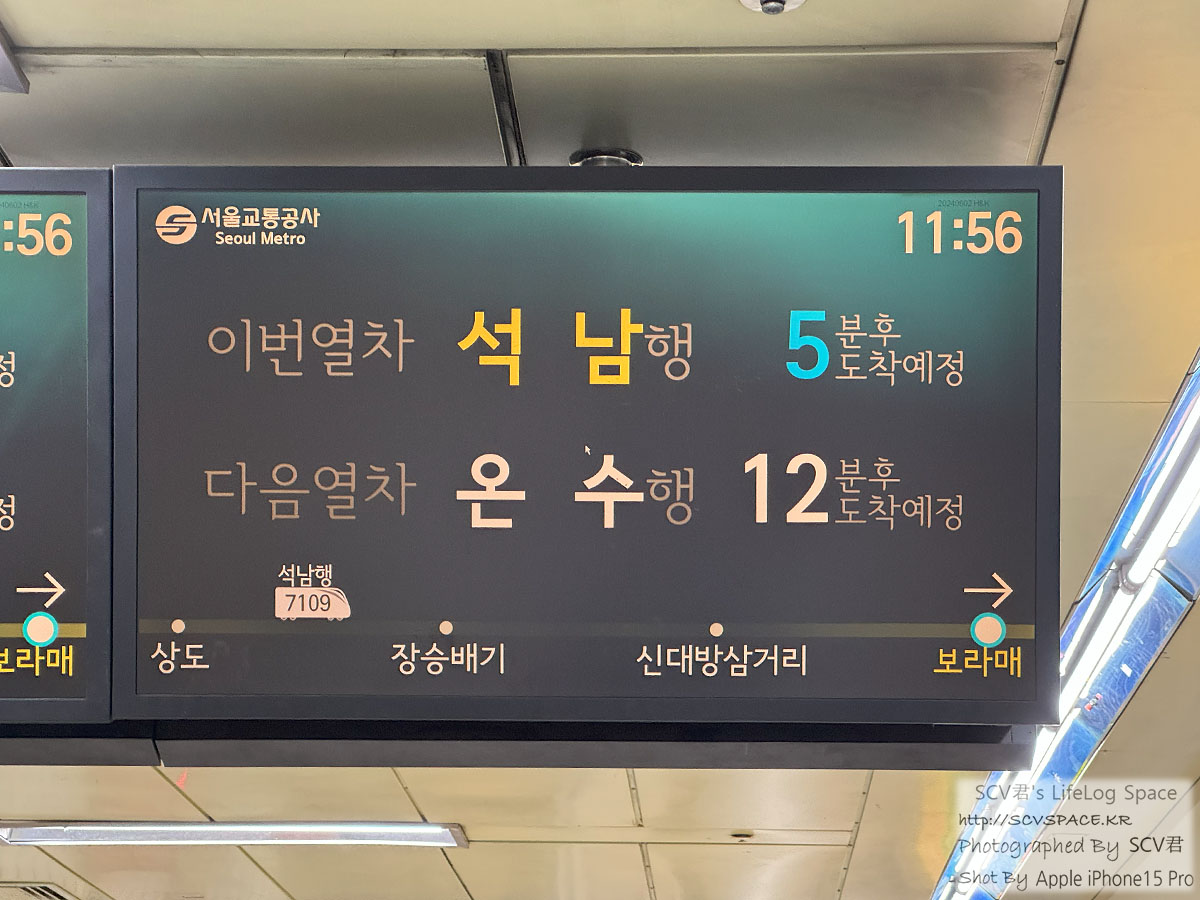 :56
정
정
보라매
서울교통공사
Seoul Metro
20240602 H&K
11:56
이번열차 석 남행 5분후 도착예정
다음열차 온 수행 12분후 도착예정
석남행
7109
상도 장승배기 신대방삼거리 보라매
SCV君's LifeLog Space
http://SCVSPACE.KR
Photographed By SCV君
Shot By Apple iPhone15 Pro